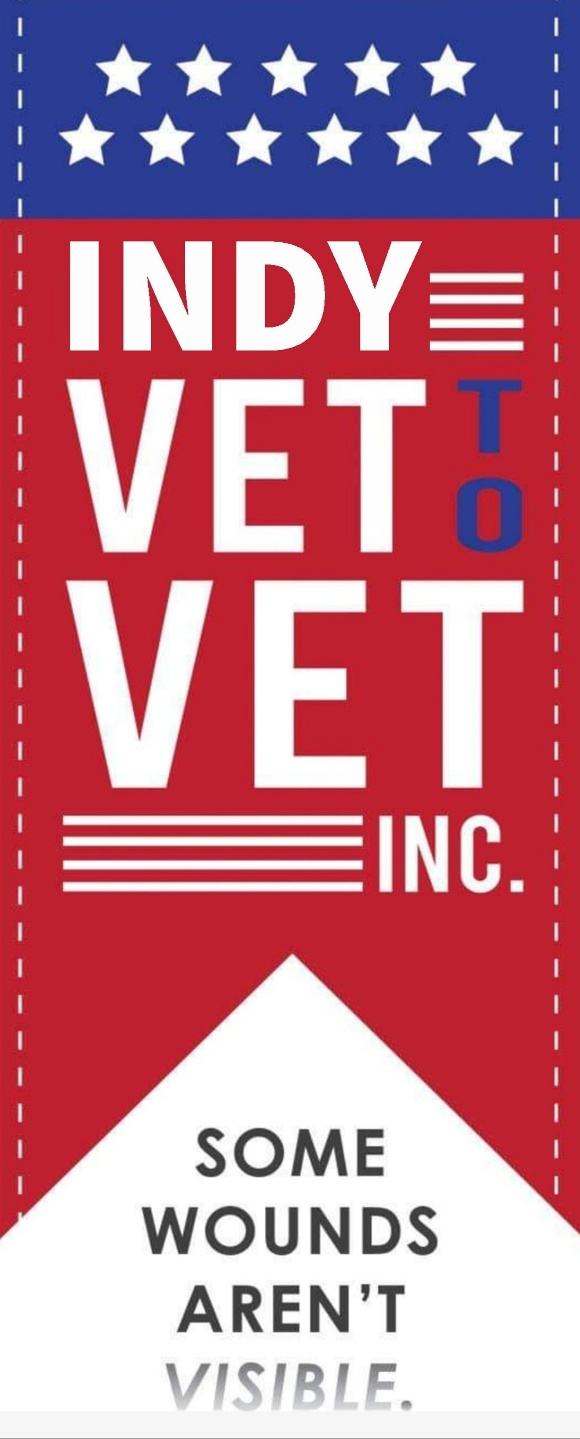 INDY
VET TO
VET
INC.
SOME
WOUNDS
AREN'T
VISIBLE.